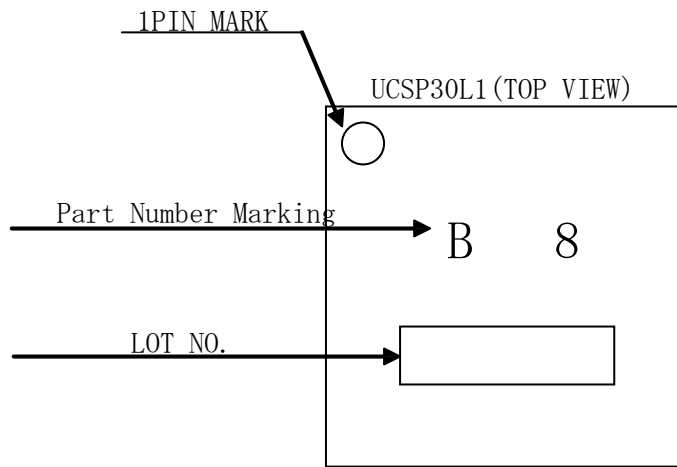 1PIN MARK
UCSP30L1(TOP VIEW)
Part Number Marking
B 8
LOT NO.